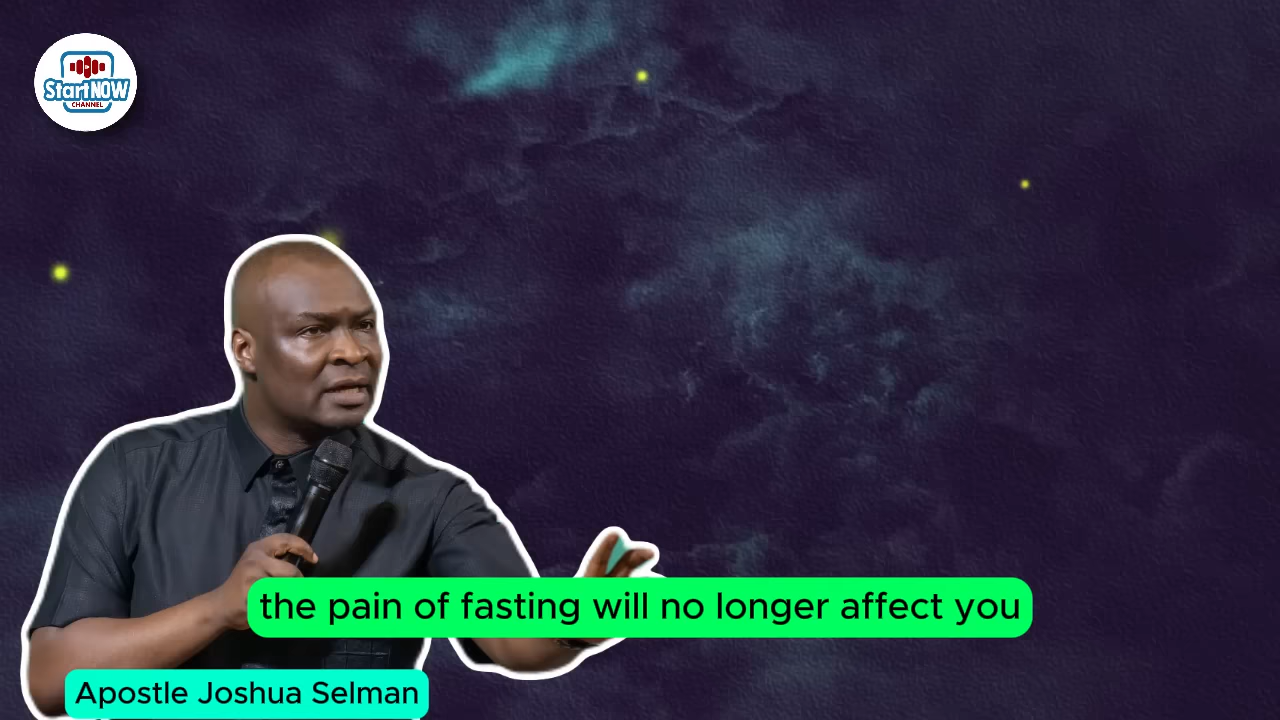 StartNOW
CHANNEL
the pain of fasting will no longer affect you
Apostle Joshua Selman